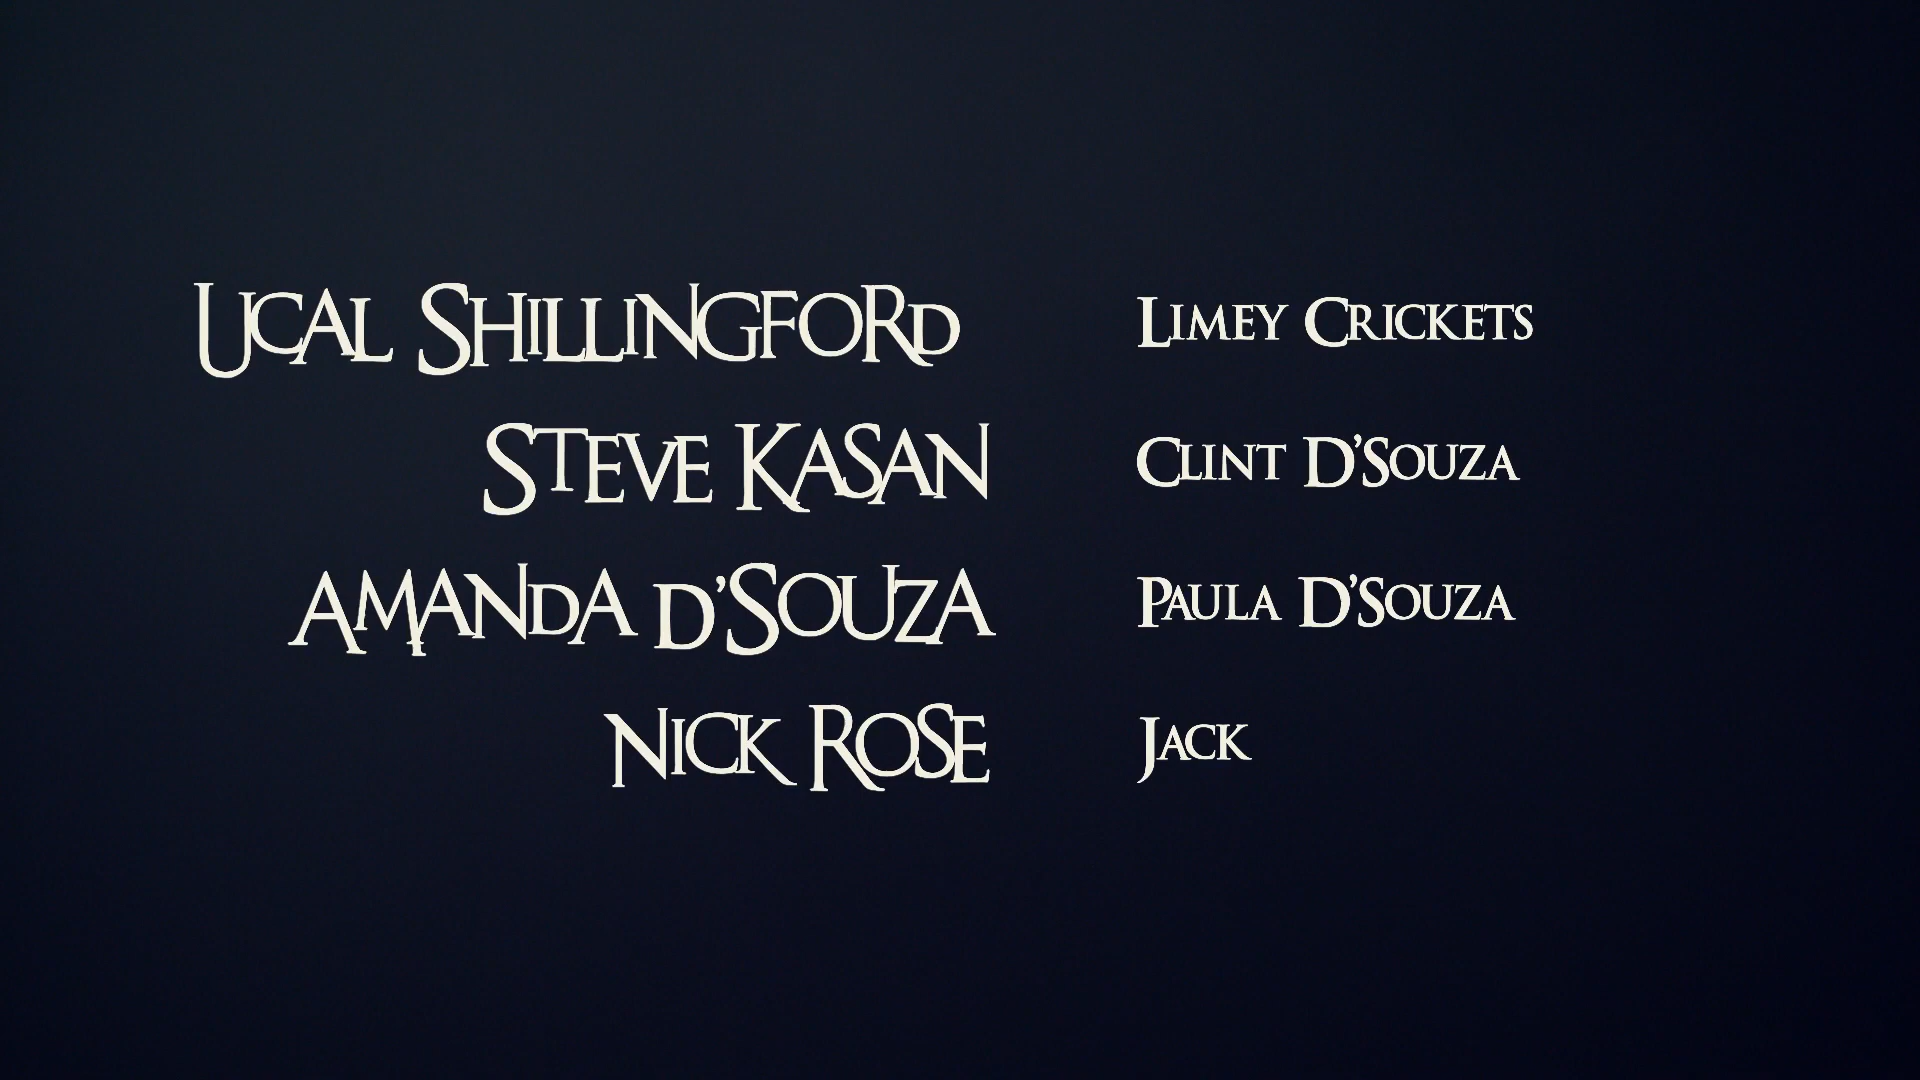 Ucal Shillingford Limey Crickets
Steve Kasan Clint D'Souza
Amanda D'Souza Paula D'Souza
Nick Rose Jack